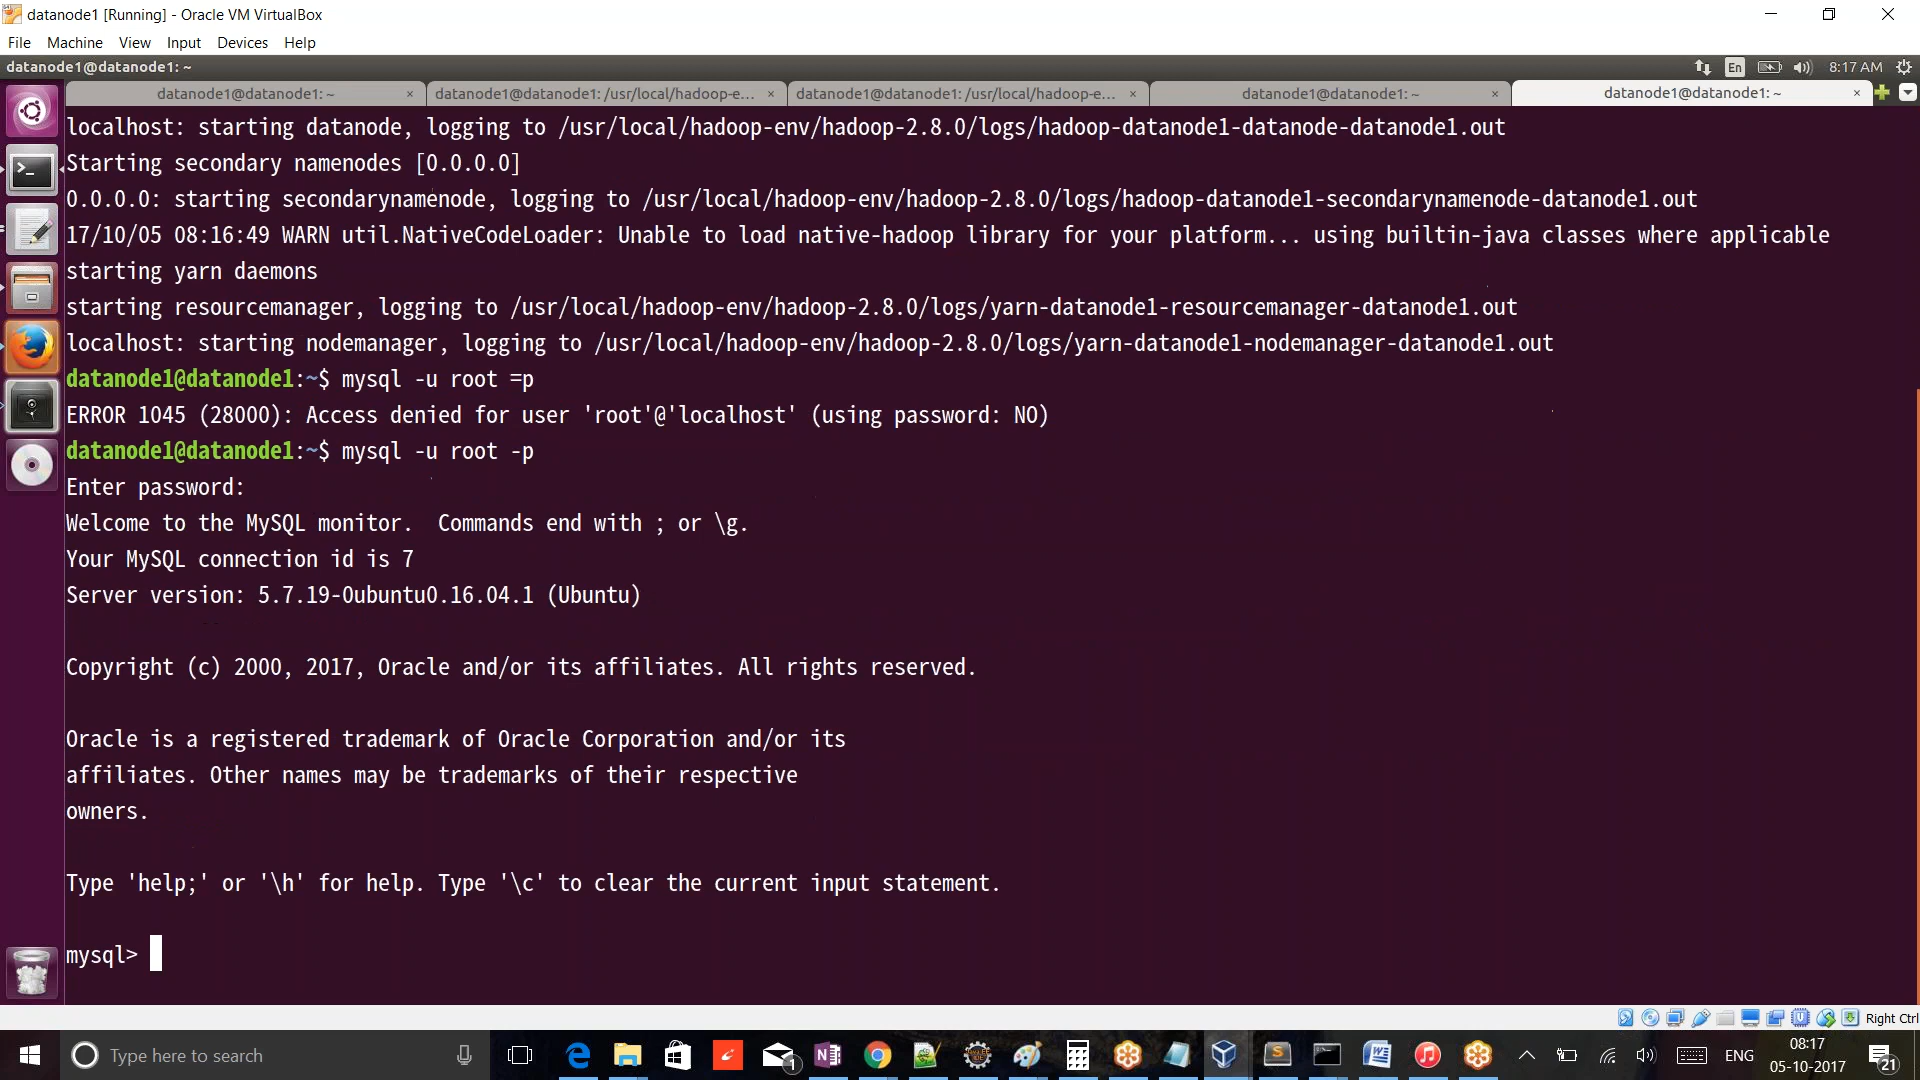 datanode1 [Running] - Oracle VM VirtualBox
File Machine View Input Devices Help
datanode1@datanode1: ~
En 8:17 AM
datanode1@datanode1: ~ × datanode1@datanode1: /usr/local/hadoop-e... × datanode1@datanode1: /usr/local/hadoop-e... × datanode1@datanode1: ~ × datanode1@datanode1: ~ ×
localhost: starting datanode, logging to /usr/local/hadoop-env/hadoop-2.8.0/logs/hadoop-datanode1-datanode-datanode1.out
Starting secondary namenodes [0.0.0.0]
0.0.0.0: starting secondarynamenode, logging to /usr/local/hadoop-env/hadoop-2.8.0/logs/hadoop-datanode1-secondarynamenode-datanode1.out
17/10/05 08:16:49 WARN util.NativeCodeLoader: Unable to load native-hadoop library for your platform... using builtin-java classes where applicable
starting yarn daemons
starting resourcemanager, logging to /usr/local/hadoop-env/hadoop-2.8.0/logs/yarn-datanode1-resourcemanager-datanode1.out
localhost: starting nodemanager, logging to /usr/local/hadoop-env/hadoop-2.8.0/logs/yarn-datanode1-nodemanager-datanode1.out
datanode1@datanode1:~$ mysql -u root =p
ERROR 1045 (28000): Access denied for user 'root'@'localhost' (using password: NO)
datanode1@datanode1:~$ mysql -u root -p
Enter password:
Welcome to the MySQL monitor.  Commands end with ; or \g.
Your MySQL connection id is 7
Server version: 5.7.19-0ubuntu0.16.04.1 (Ubuntu)
Copyright (c) 2000, 2017, Oracle and/or its affiliates. All rights reserved.
Oracle is a registered trademark of Oracle Corporation and/or its
affiliates. Other names may be trademarks of their respective
owners.
Type 'help;' or '\h' for help. Type '\c' to clear the current input statement.
mysql>
Right Ctrl
Type here to search
1
ENG
08:17
05-10-2017
21